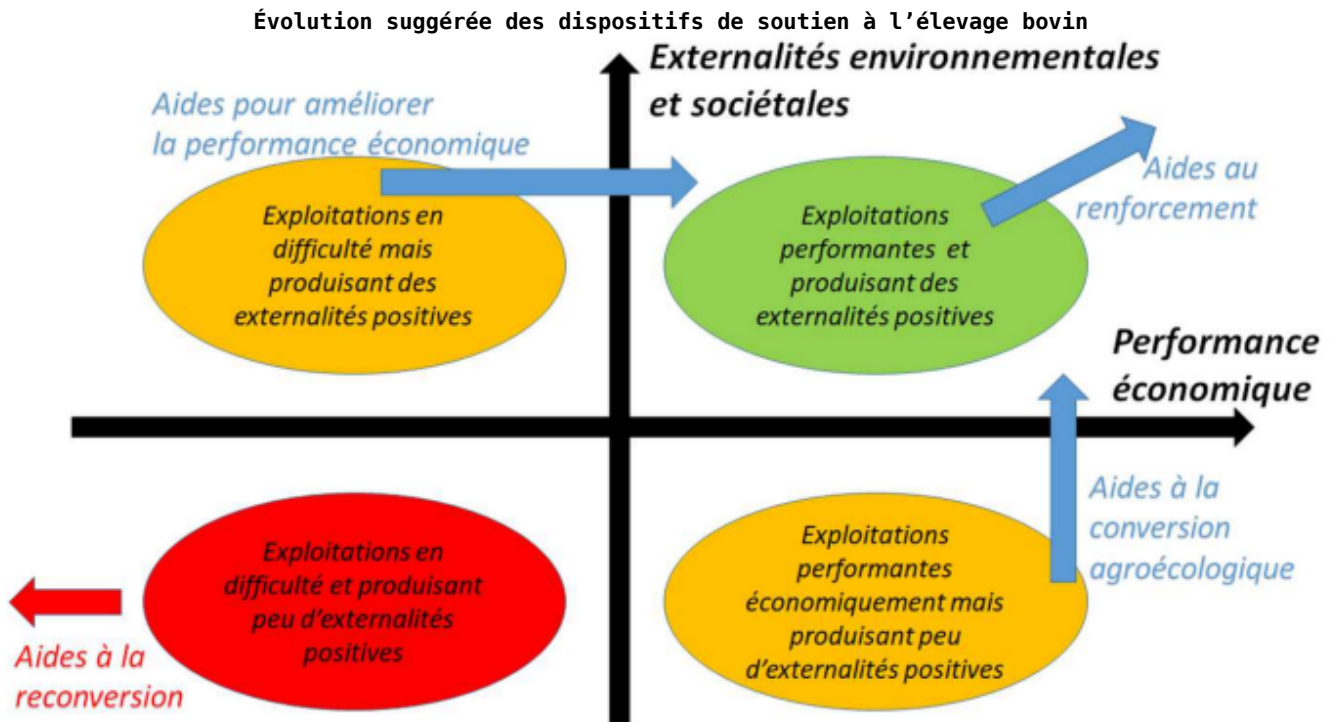 Évolution suggérée des dispositifs de soutien à l'élevage bovin
Externalités environnementales
et sociétales
Aides pour améliorer
la performance économique
Aides au
renforcement
Exploitations en
difficulté mais
produisant des
externalités positives
Exploitations
performantes et
produisant des
externalités positives
Performance
économique
Exploitations en
difficulté et produisant
peu d'externalités
positives
Aides à la
reconversion
Exploitations
performantes
économiquement mais
produisant peu
d'externalités positives
Aides à la
conversion
agroécologique